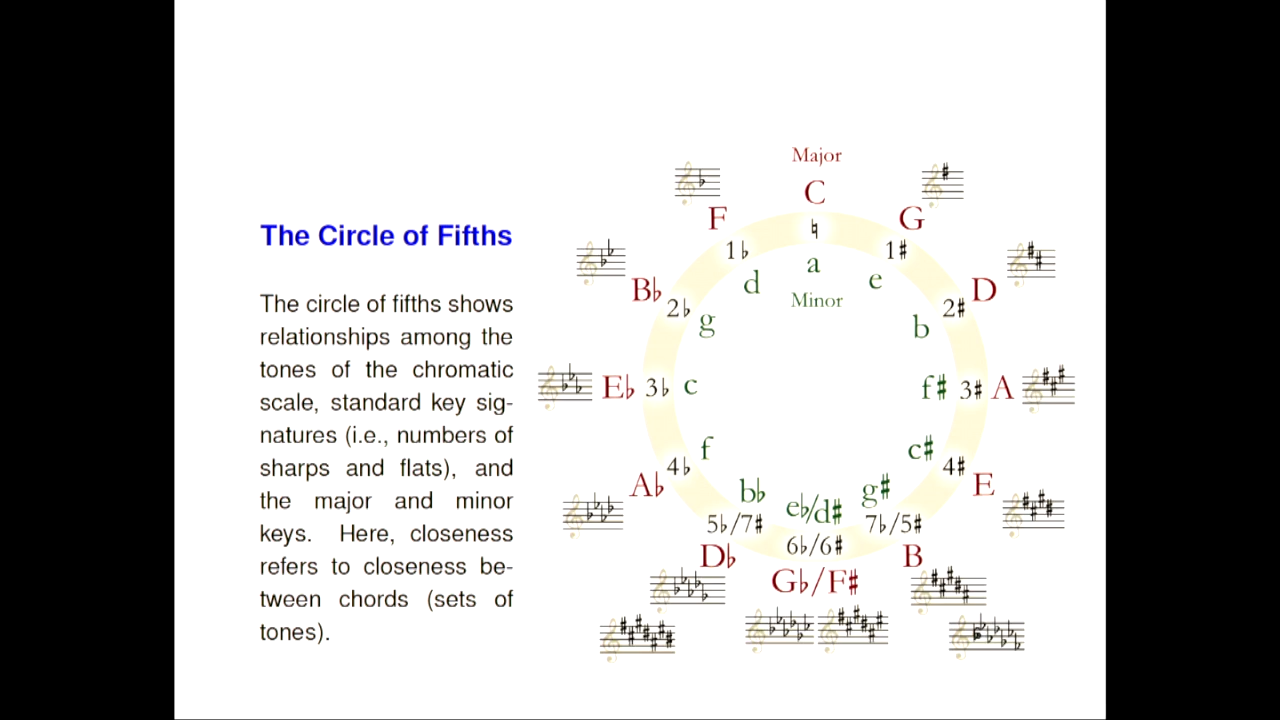 The Circle of Fifths
The circle of fifths shows
relationships among the
tones of the chromatic
scale, standard key sig-
natures (i.e., numbers of
sharps and flats), and
the major and minor
keys. Here, closeness
refers to closeness be-
tween chords (sets of
tones).
Major
C
F
G
♮
1♭
1♯
a
d
e
Minor
B♭
D
2♭
2♯
g
b
E♭
3♭
c
f♯
3♯
A
f
c♯
4♭
4♯
A♭
E
b♭
g♯
e♭/d♯
5♭/7♯
7♭/5♯
6♭/6♯
D♭
B
G♭/F♯